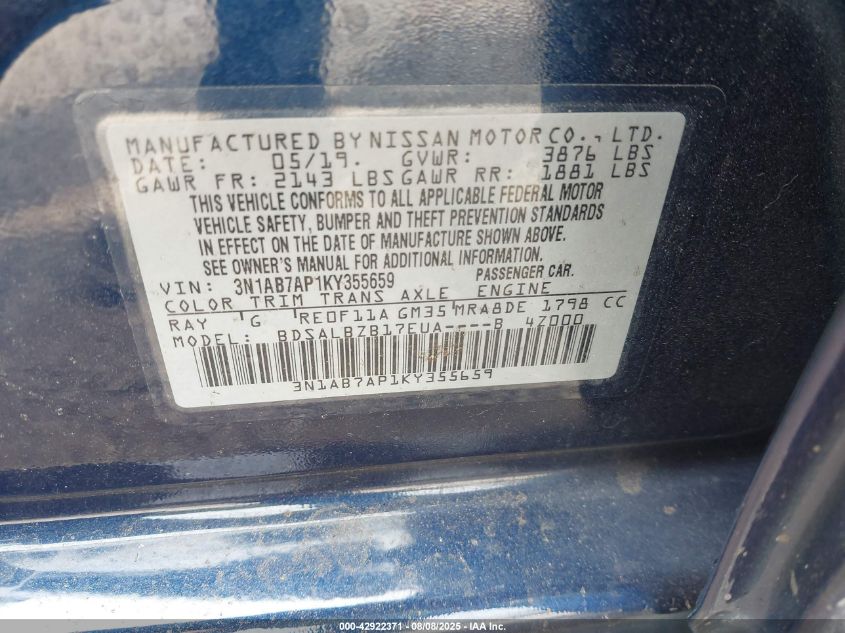 MANUFACTURED BY NISSAN MOTOR CO., LTD.
DATE: 05/19. GVWR: 3876 LBS
GAWR FR: 2143 LBS GAWR RR: 1881 LBS
THIS VEHICLE CONFORMS TO ALL APPLICABLE FEDERAL MOTOR
VEHICLE SAFETY, BUMPER AND THEFT PREVENTION STANDARDS
IN EFFECT ON THE DATE OF MANUFACTURE SHOWN ABOVE.
SEE OWNER'S MANUAL FOR ADDITIONAL INFORMATION.
VIN: 3N1AB7AP1KY355659 PASSENGER CAR.
COLOR TRIM TRANS AXLE ENGINE
RAY G RE0F11A GM35 MRA8DE 1798 CC
MODEL: BDSALBZB17EUA----B 4Z000
3N1AB7AP1KY355659
000-42922371 - 08/08/2025 - IAA Inc.